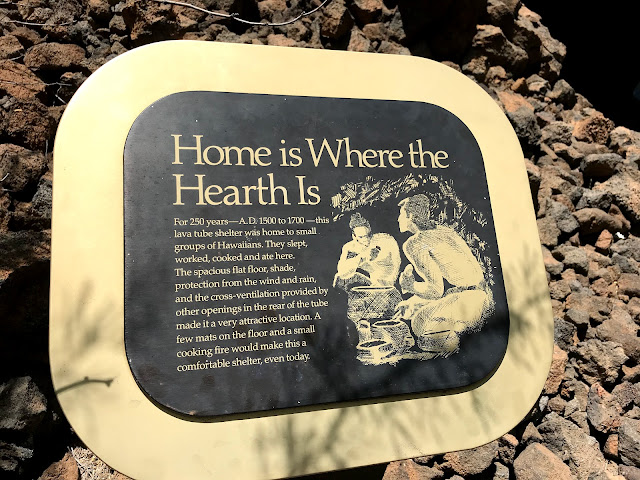 Home is Where the
Hearth Is
For 250 years—A.D. 1500 to 1700 —this
lava tube shelter was home to small
groups of Hawaiians. They slept,
worked, cooked and ate here.
The spacious flat floor, shade,
protection from the wind and rain,
and the cross-ventilation provided by
other openings in the rear of the tube
made it a very attractive location. A
few mats on the floor and a small
cooking fire would make this a
comfortable shelter, even today.